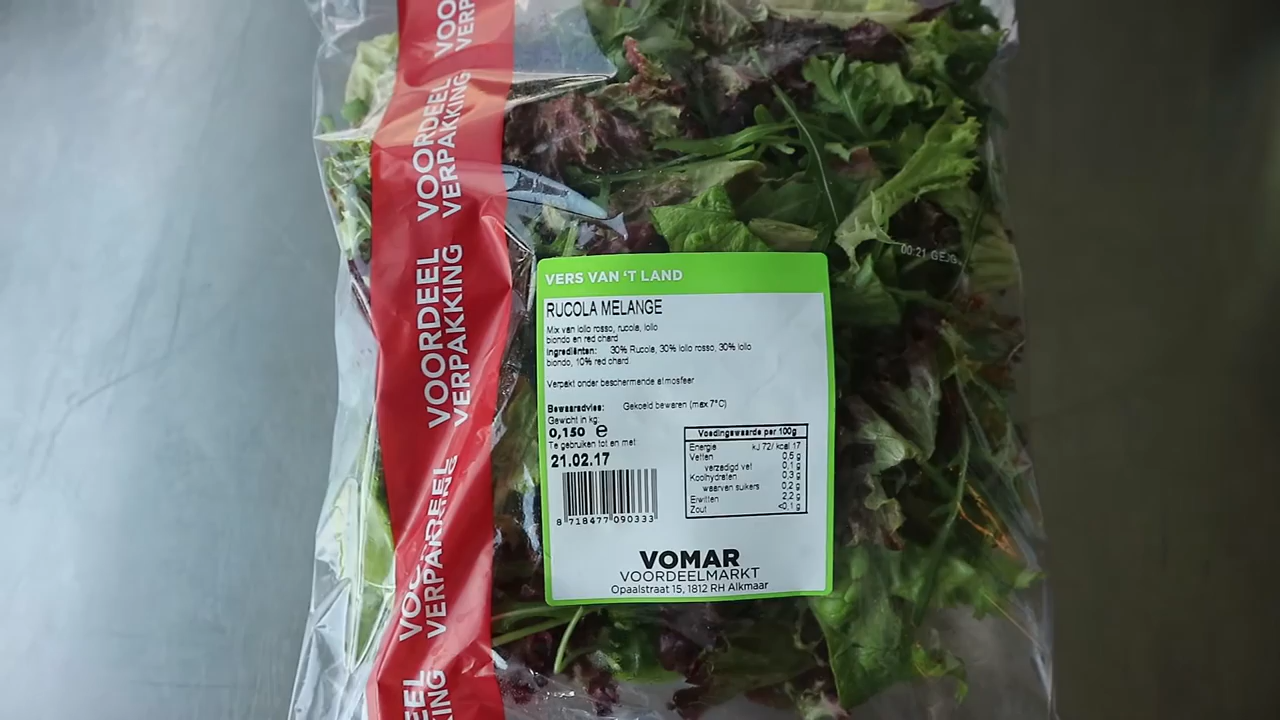 VOORDEEL
VERPAKKING
VOORDEEL
VERPAKKING
VOORDEEL
VERPAKKING
00:21 GEJG
VERS VAN 'T LAND
RUCOLA MELANGE
Mix van lollo rosso, rucola, lollo
biondo en red chard
Ingrediënten: 30% Rucola, 30% lollo rosso, 30% lollo
biondo, 10% red chard
Verpakt onder beschermende atmosfeer
Bewaaradvies: Gekoeld bewaren (max 7°C)
Gewicht in kg:
0,150 e
Te gebruiken tot en met:
21.02.17
8 718477 090333
Voedingswaarde per 100g
Energie kJ 72/ kcal 17
Vetten 0,5 g
verzadigd vet 0,1 g
Koolhydraten 0,3 g
waarvan suikers 0,2 g
Eiwitten 2,2 g
Zout <0,1 g
VOMAR
VOORDEELMARKT
Opaalstraat 15, 1812 RH Alkmaar